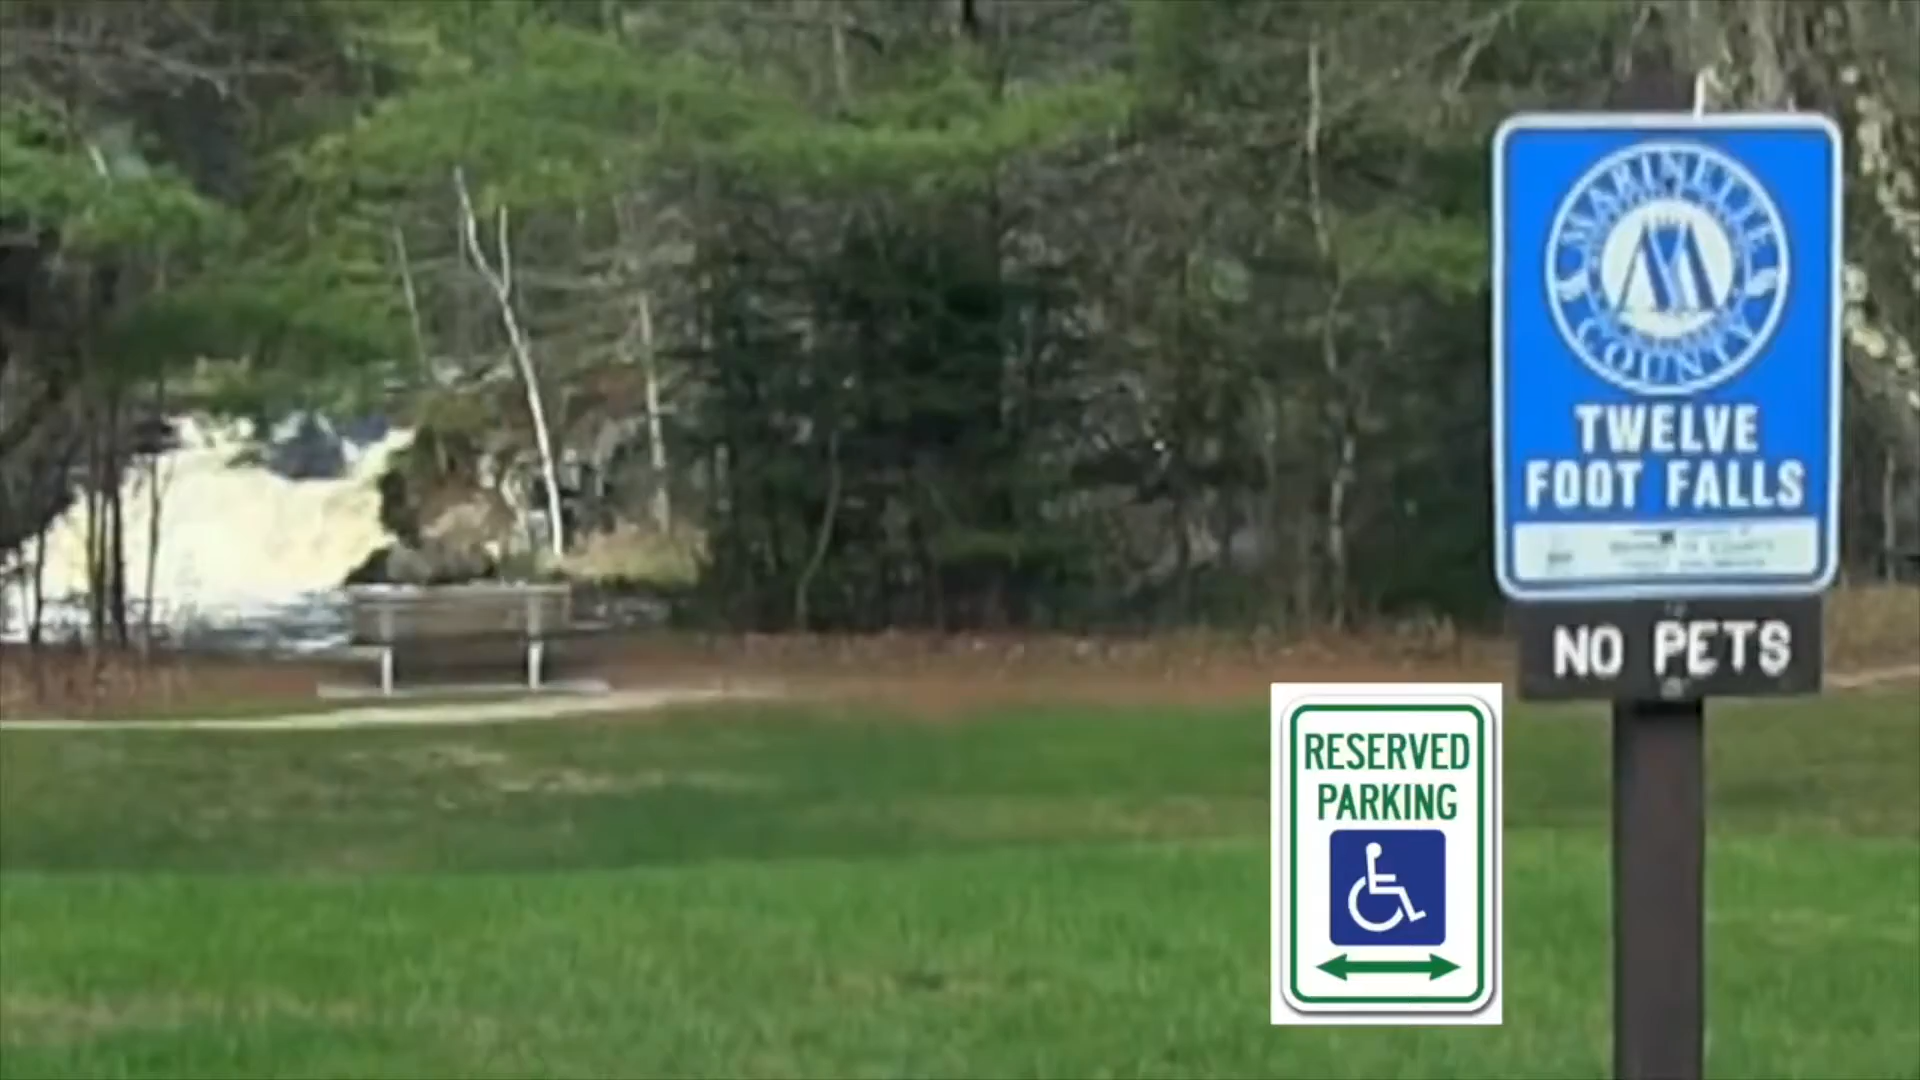 MARINETTE
COUNTY
TWELVE
FOOT FALLS
NO PETS
RESERVED
PARKING